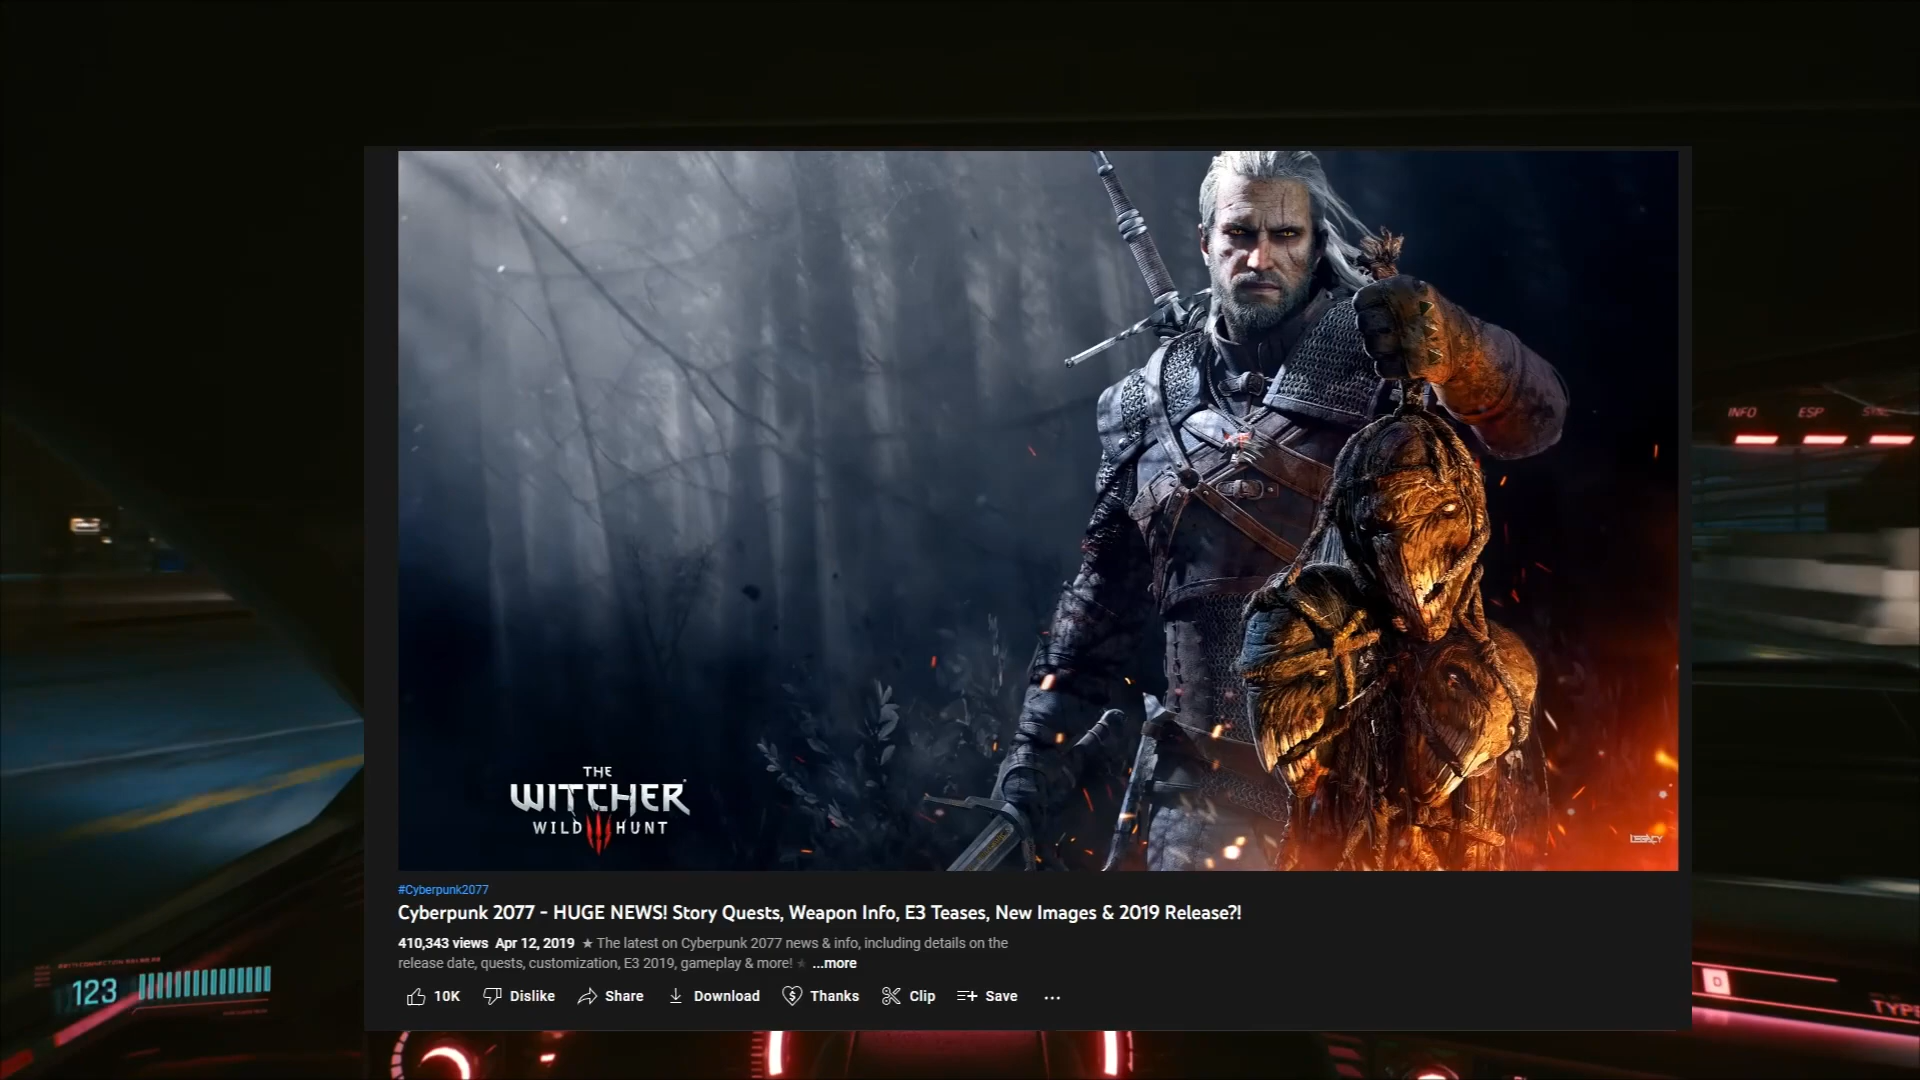 INFO ESP
THE
WITCHER
WILD HUNT
LEGACY
#Cyberpunk2077
Cyberpunk 2077 - HUGE NEWS! Story Quests, Weapon Info, E3 Teases, New Images & 2019 Release?!
410,343 views Apr 12, 2019 ★ The latest on Cyberpunk 2077 news & info, including details on the
release date, quests, customization, E3 2019, gameplay & more! ★ ...more
10K Dislike Share Download Thanks Clip Save ...
123
D
TYPE